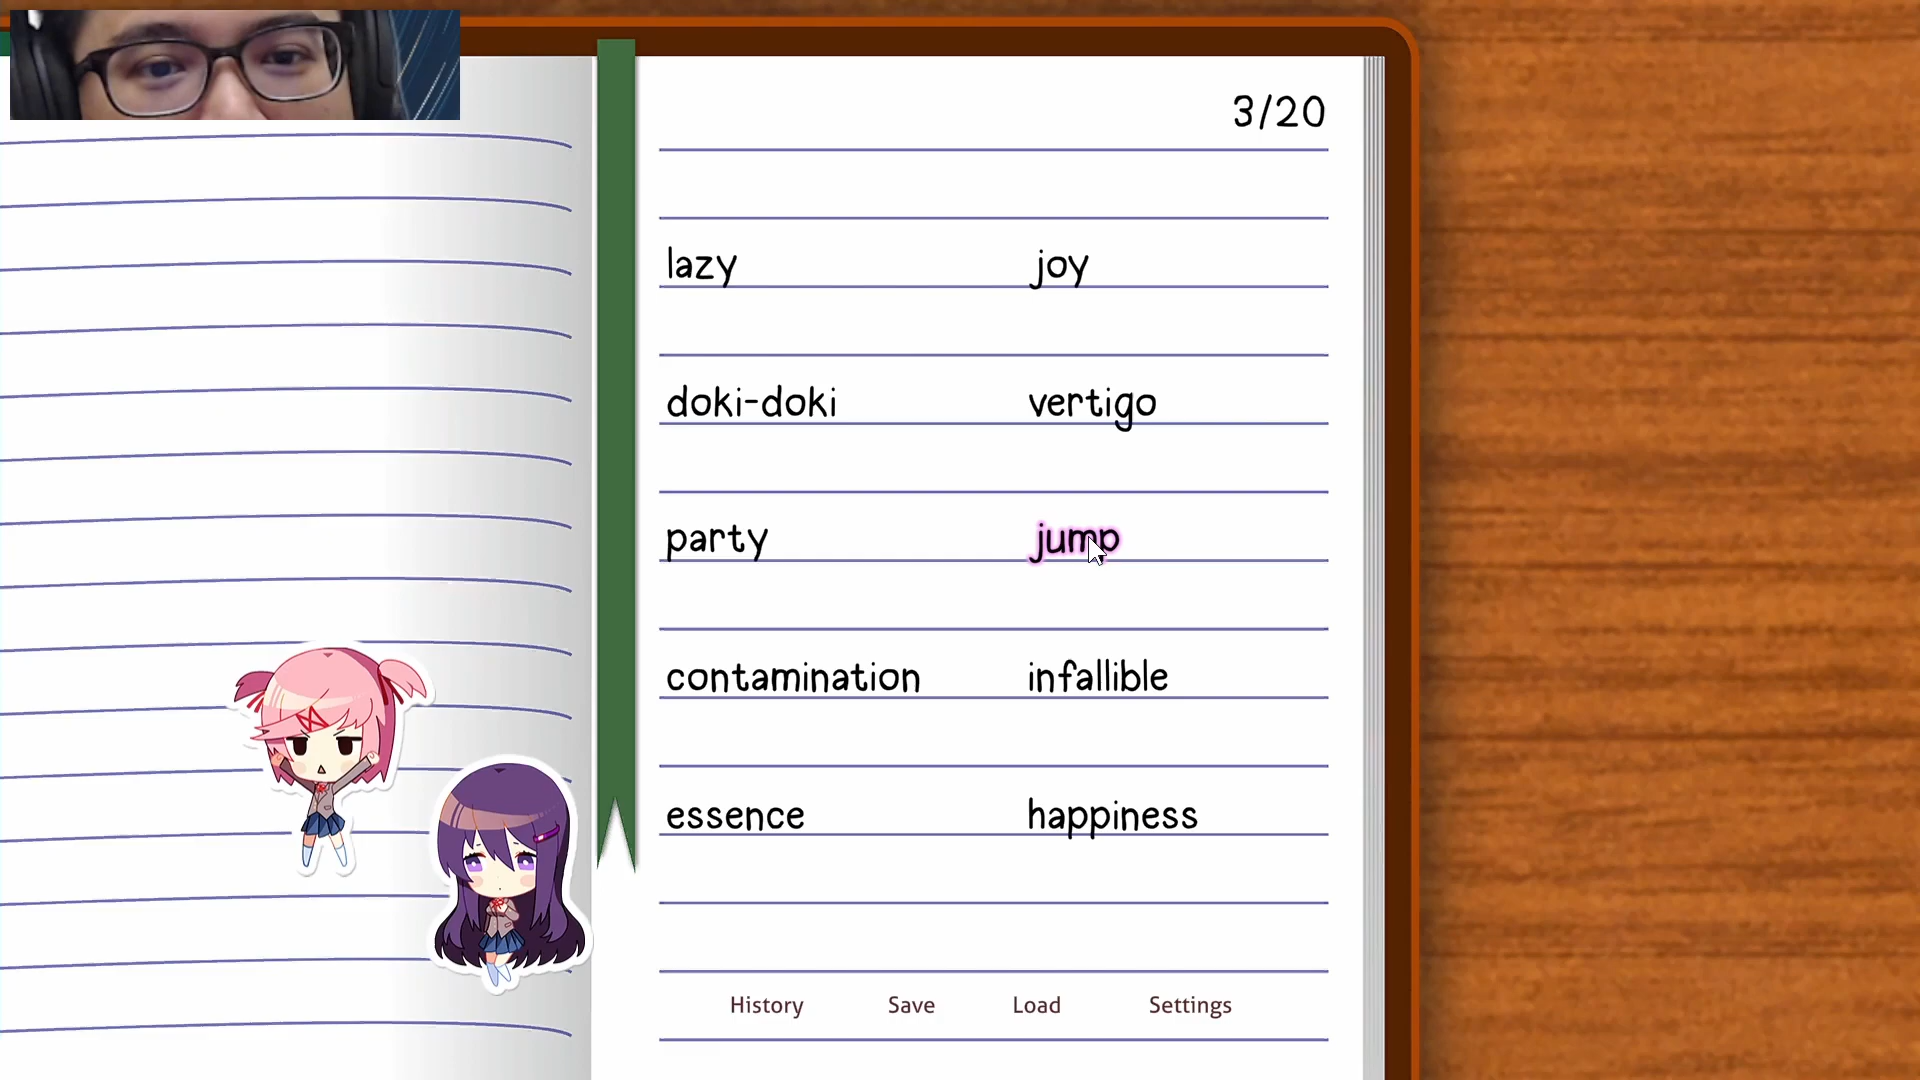 3/20
lazy joy
doki-doki vertigo
party jump
contamination infallible
essence happiness
History Save Load Settings